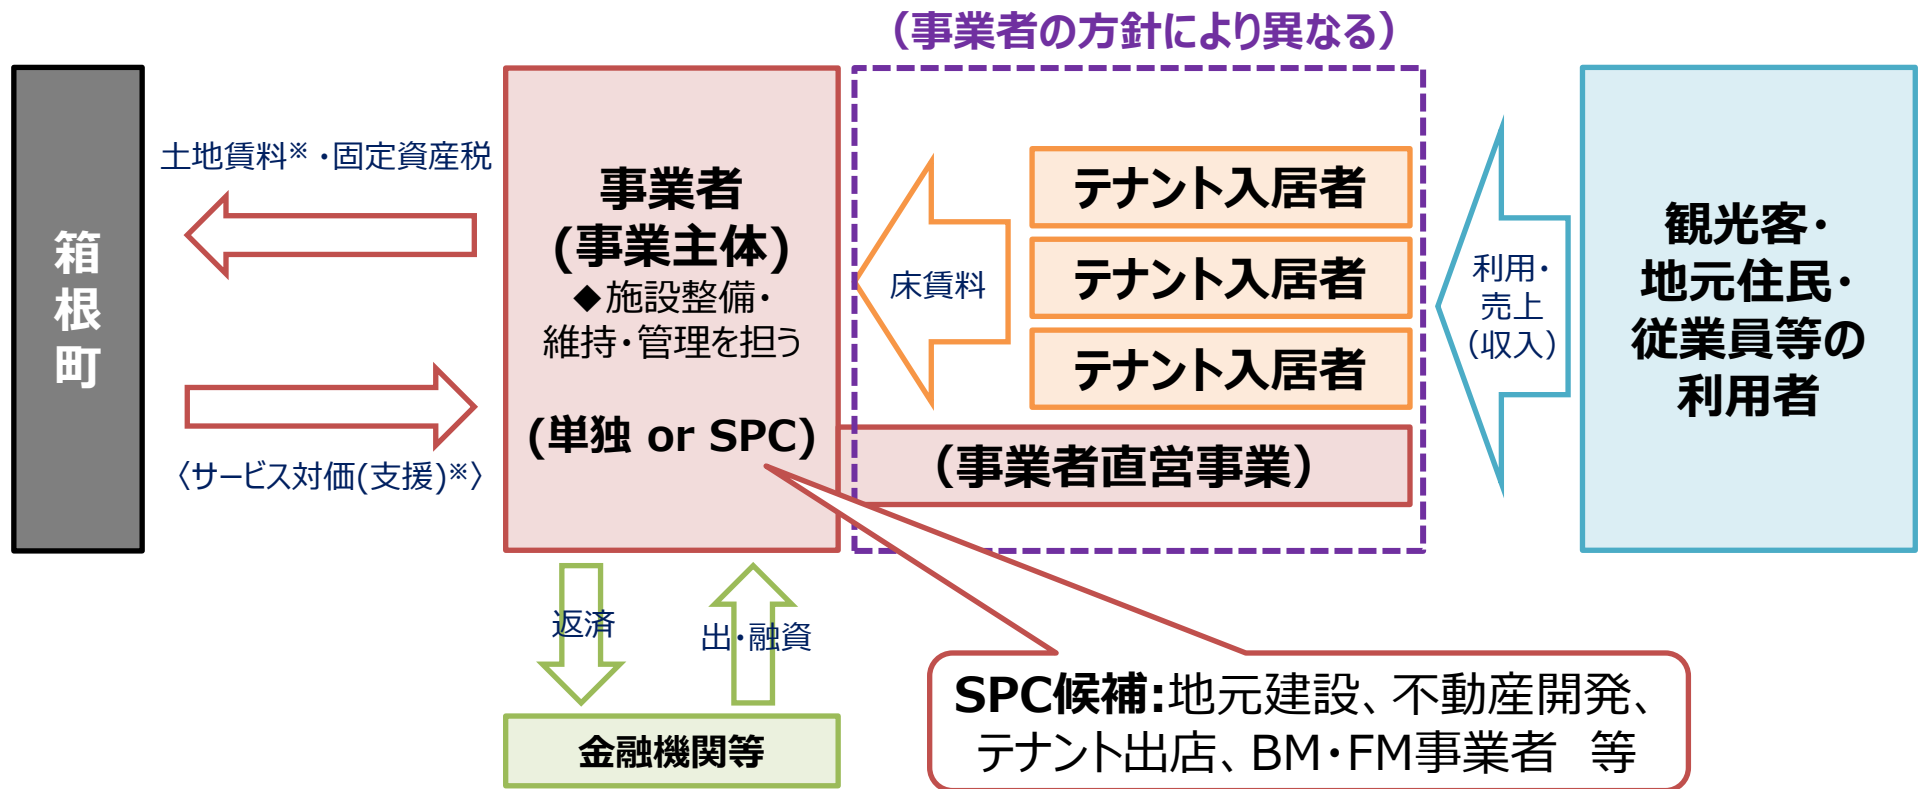 (事業者の方針により異なる)
箱根町
土地賃料※・固定資産税
〈サービス対価(支援)※〉
事業者
(事業主体)
◆施設整備・
維持・管理を担う
(単独 or SPC)
床賃料
テナント入居者
テナント入居者
テナント入居者
(事業者直営事業)
利用・
売上
(収入)
観光客・
地元住民・
従業員等の
利用者
返済
出・融資
金融機関等
SPC候補:地元建設、不動産開発、
テナント出店、BM・FM事業者　等